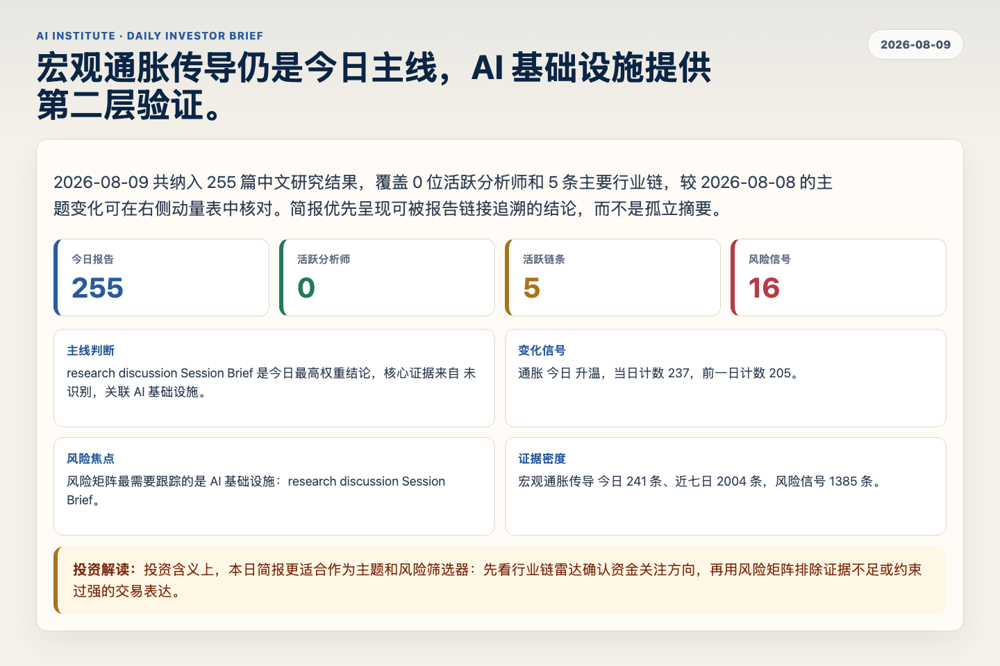 AI INSTITUTE · DAILY INVESTOR BRIEF
2026-08-09
宏观通胀传导仍是今日主线，AI 基础设施提供
第二层验证。
2026-08-09 共纳入 255 篇中文研究结果，覆盖 0 位活跃分析师和 5 条主要行业链，较 2026-08-08 的主
题变化可在右侧动量表中核对。简报优先呈现可被报告链接追溯的结论，而不是孤立摘要。
今日报告
255
活跃分析师
0
活跃链条
5
风险信号
16
主线判断
research discussion Session Brief 是今日最高权重结论，核心证据来自 未
识别，关联 AI 基础设施。
变化信号
通胀 今日 升温，当日计数 237，前一日计数 205。
风险焦点
风险矩阵最需要跟踪的是 AI 基础设施：research discussion Session
Brief。
证据密度
宏观通胀传导 今日 241 条、近七日 2004 条，风险信号 1385 条。
投资解读：投资含义上，本日简报更适合作为主题和风险筛选器：先看行业链雷达确认资金关注方向，再用风险矩阵排除证据不足或约束
过强的交易表达。